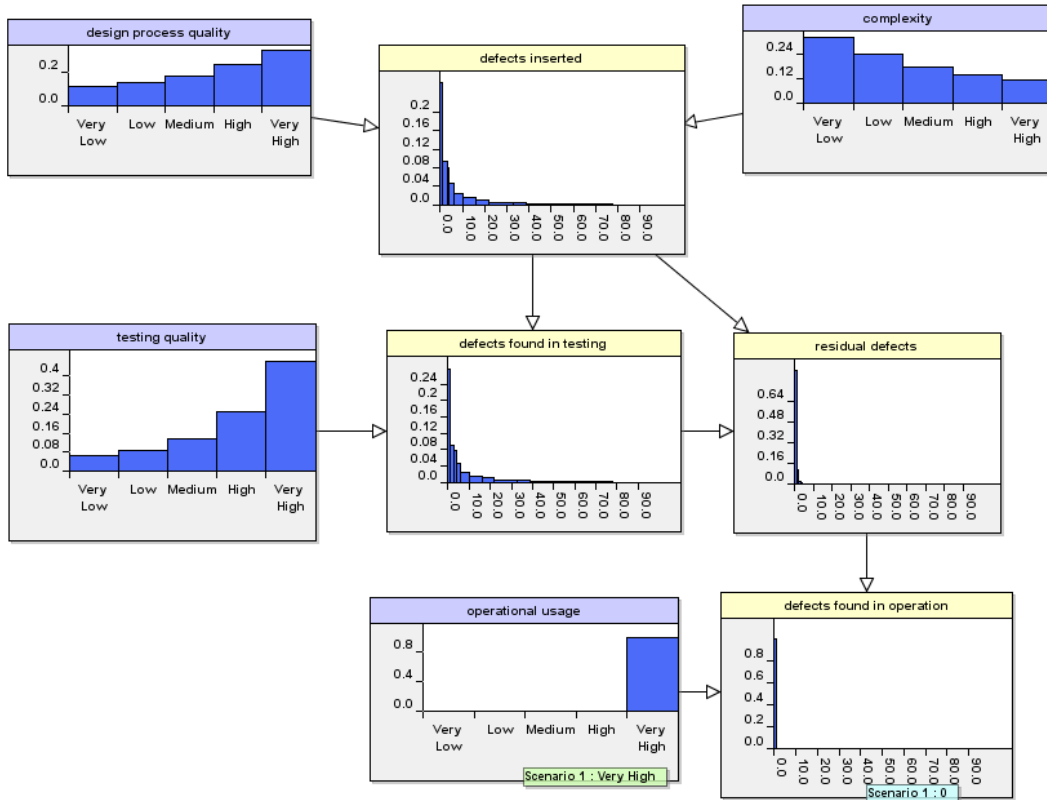 design process quality
0.2
0.0
Very Low
Low
Medium
High
Very High
defects inserted
0.2
0.16
0.12
0.08
0.04
0.0
0.0
10.0
20.0
30.0
40.0
50.0
60.0
70.0
80.0
90.0
complexity
0.24
0.12
0.0
Very Low
Low
Medium
High
Very High
testing quality
0.4
0.32
0.24
0.16
0.08
0.0
Very Low
Low
Medium
High
Very High
defects found in testing
0.24
0.2
0.16
0.12
0.08
0.04
0.0
0.0
10.0
20.0
30.0
40.0
50.0
60.0
70.0
80.0
90.0
residual defects
0.64
0.48
0.32
0.16
0.0
0.0
10.0
20.0
30.0
40.0
50.0
60.0
70.0
80.0
90.0
operational usage
0.8
0.4
0.0
Very Low
Low
Medium
High
Very High
Scenario 1 : Very High
defects found in operation
0.8
0.6
0.4
0.2
0.0
0.0
10.0
20.0
30.0
40.0
50.0
60.0
70.0
80.0
90.0
Scenario 1 : 0